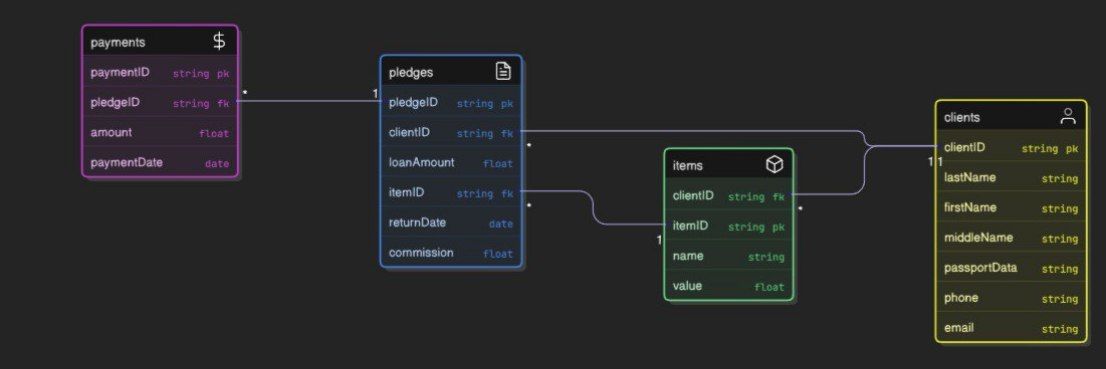 payments $
paymentID string pk
pledgeID string fk
amount float
paymentDate date
* 1
pledges
pledgeID string pk
clientID string fk
*
loanAmount float
itemID string fk
*
returnDate date
commission float
items
clientID string fk
*
itemID string pk
1
name string
value float
clients
clientID string pk
1 1
lastName string
firstName string
middleName string
passportData string
phone string
email string